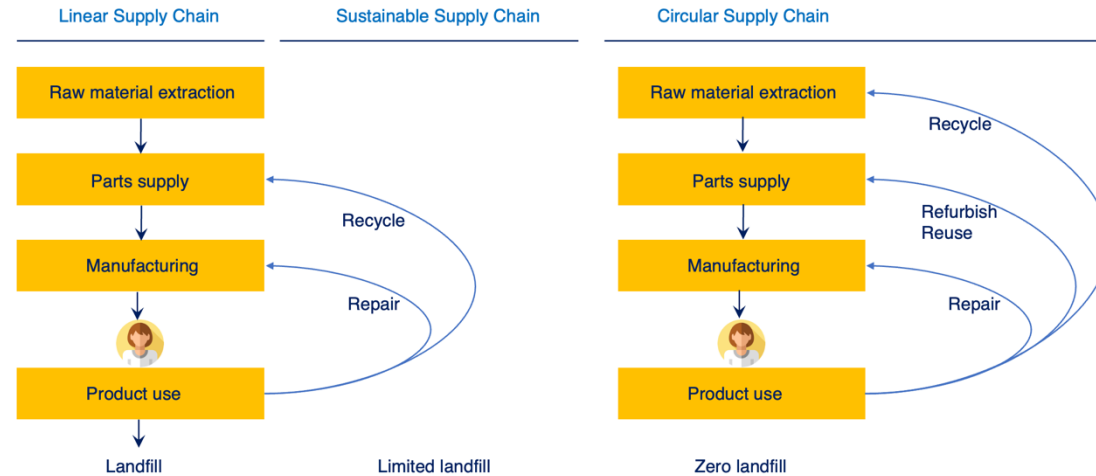 Linear Supply Chain
Sustainable Supply Chain
Circular Supply Chain
Raw material extraction
Parts supply
Manufacturing
Product use
Landfill
Recycle
Repair
Limited landfill
Raw material extraction
Parts supply
Manufacturing
Product use
Recycle
Refurbish
Reuse
Repair
Zero landfill